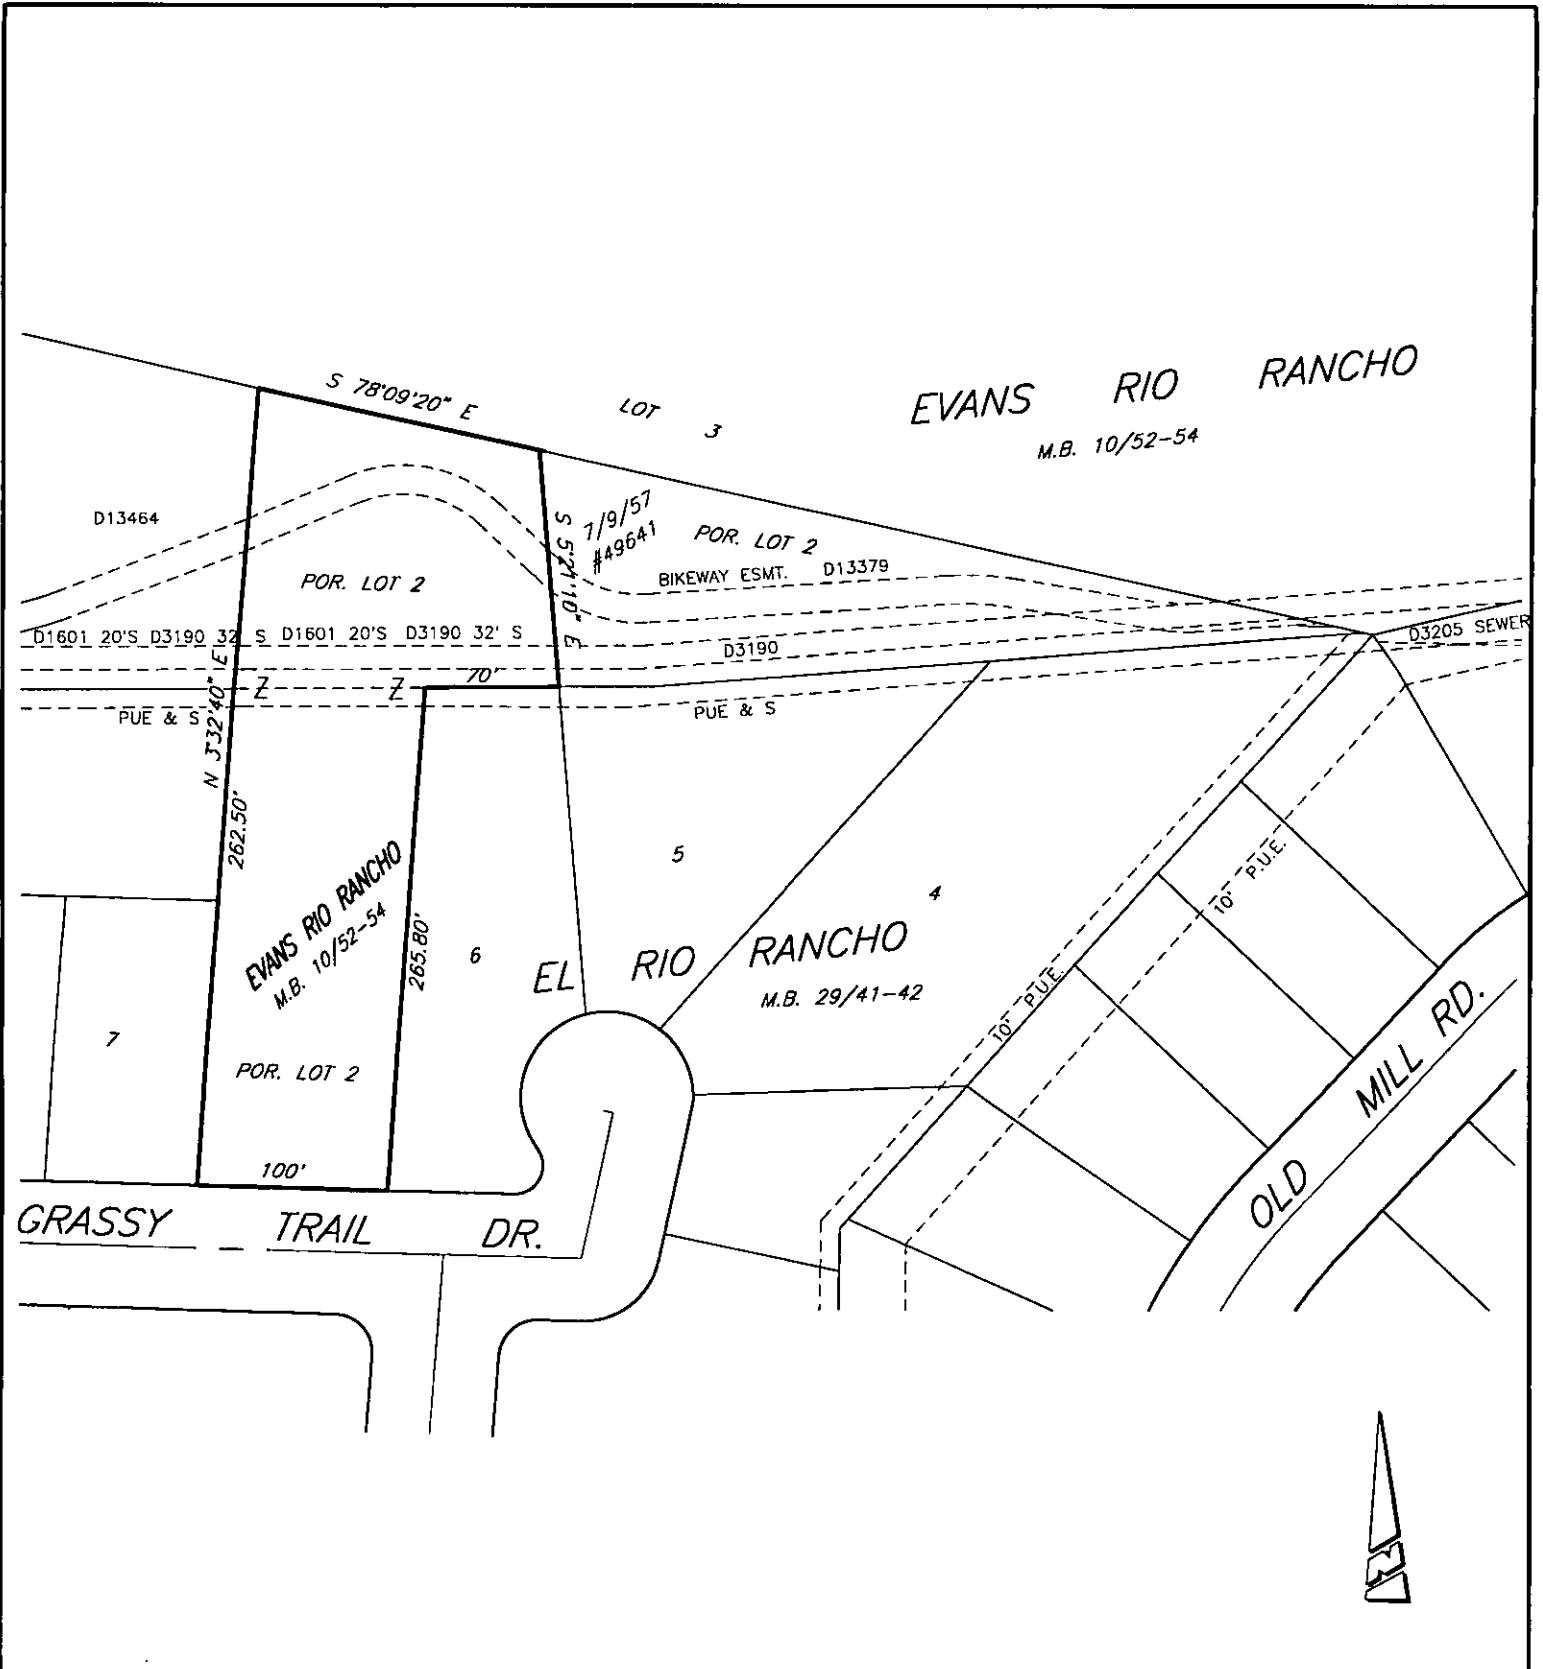 S 78°09'20" E
LOT 3
EVANS RIO RANCHO
M.B. 10/52-54
D13464
7/9/57
#49641
S 5°21'10" E
POR. LOT 2
POR. LOT 2
BIKEWAY ESMT. D13379
D1601 20'S D3190 32' S D1601 20'S D3190 32' S
D3190
D3205 SEWER
70'
Z Z
PUE & S
PUE & S
N 3°32'40" E
262.50'
EVANS RIO RANCHO
M.B. 10/52-54
265.80'
5
4
6
EL RIO RANCHO
M.B. 29/41-42
10' P.U.E.
10' P.U.E.
7
POR. LOT 2
100'
GRASSY TRAIL DR.
OLD MILL RD.
N